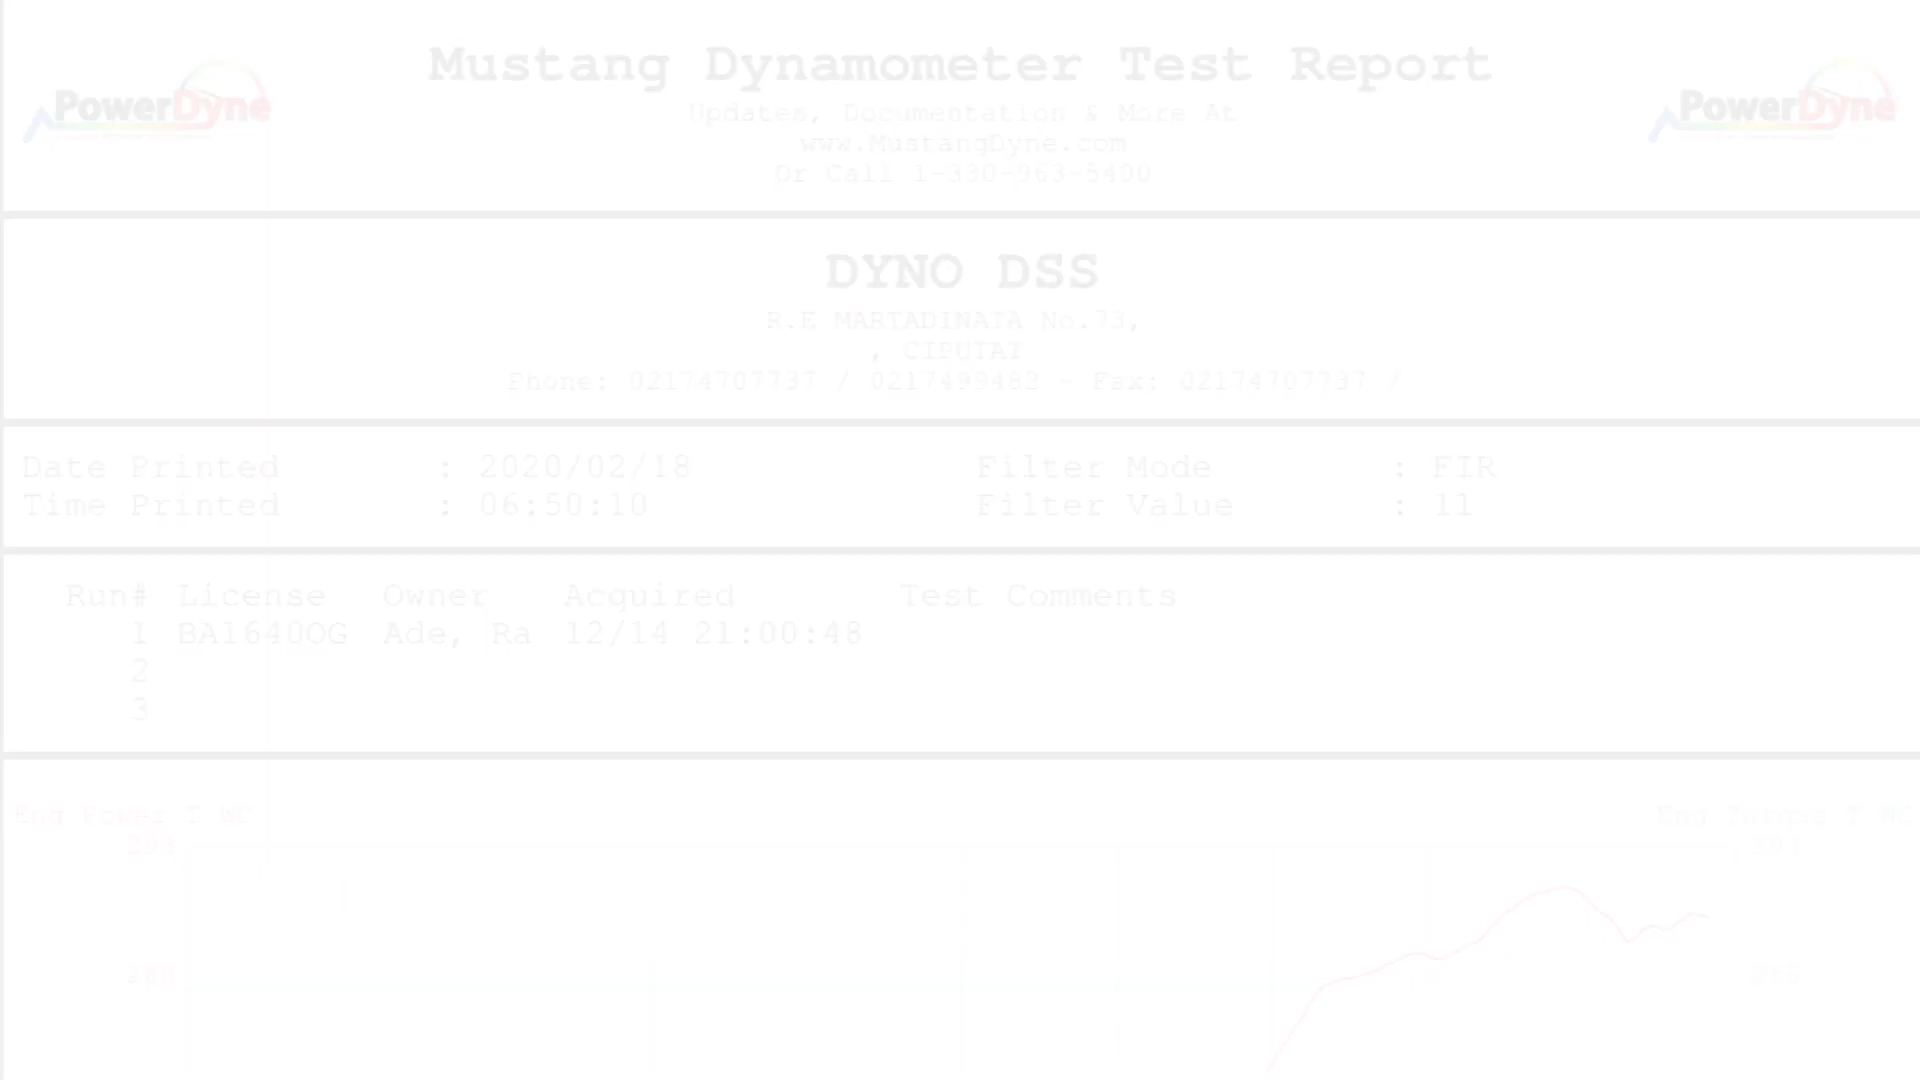 PowerDyne
Mustang Dynamometer Test Report
PowerDyne
Updates, Documentation & More At
www.MustangDyne.com
Or Call 1-330-963-5400
DYNO DSS
R.E MARTADINATA No.73,
, CIPUTAT
Phone: 02174707737 / 0217499482 - Fax: 02174707737 /
Date Printed : 2020/02/18 Filter Mode : FIR
Time Printed : 06:50:10 Filter Value : 11
Run# License Owner Acquired Test Comments
1 BA1640OG Ade, Ra 12/14 21:00:48
2
3
Eng Power T WC Eng Torque T WC